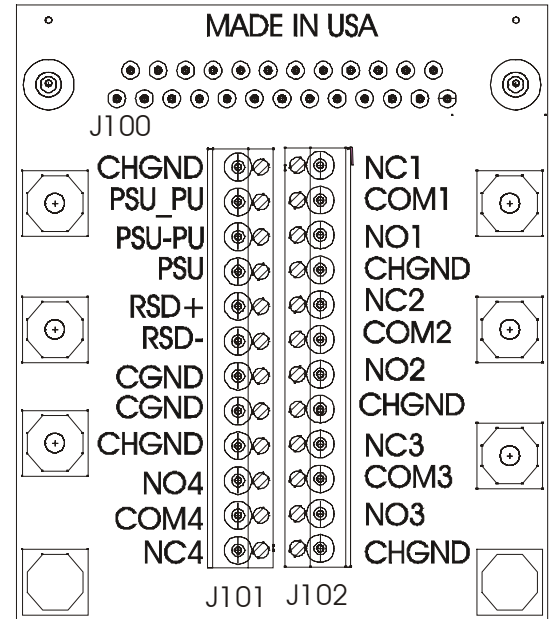 MADE IN USA
J100
CHGND NC1
PSU_PU COM1
PSU-PU NO1
PSU CHGND
RSD+ NC2
RSD- COM2
CGND NO2
CGND CHGND
CHGND NC3
NO4 COM3
COM4 NO3
NC4 CHGND
J101 J102